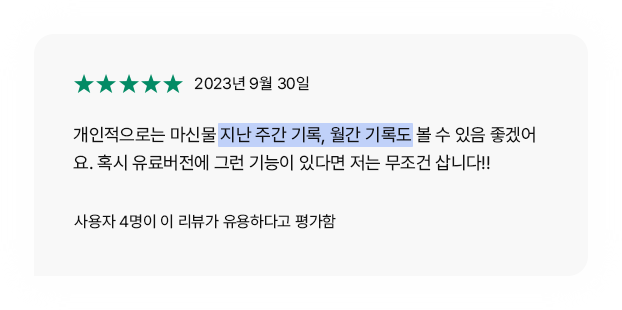 ★★★★★ 2023년 9월 30일
개인적으로는 마신물 지난 주간 기록, 월간 기록도 볼 수 있음 좋겠어
요. 혹시 유료버전에 그런 기능이 있다면 저는 무조건 삽니다!!
사용자 4명이 이 리뷰가 유용하다고 평가함